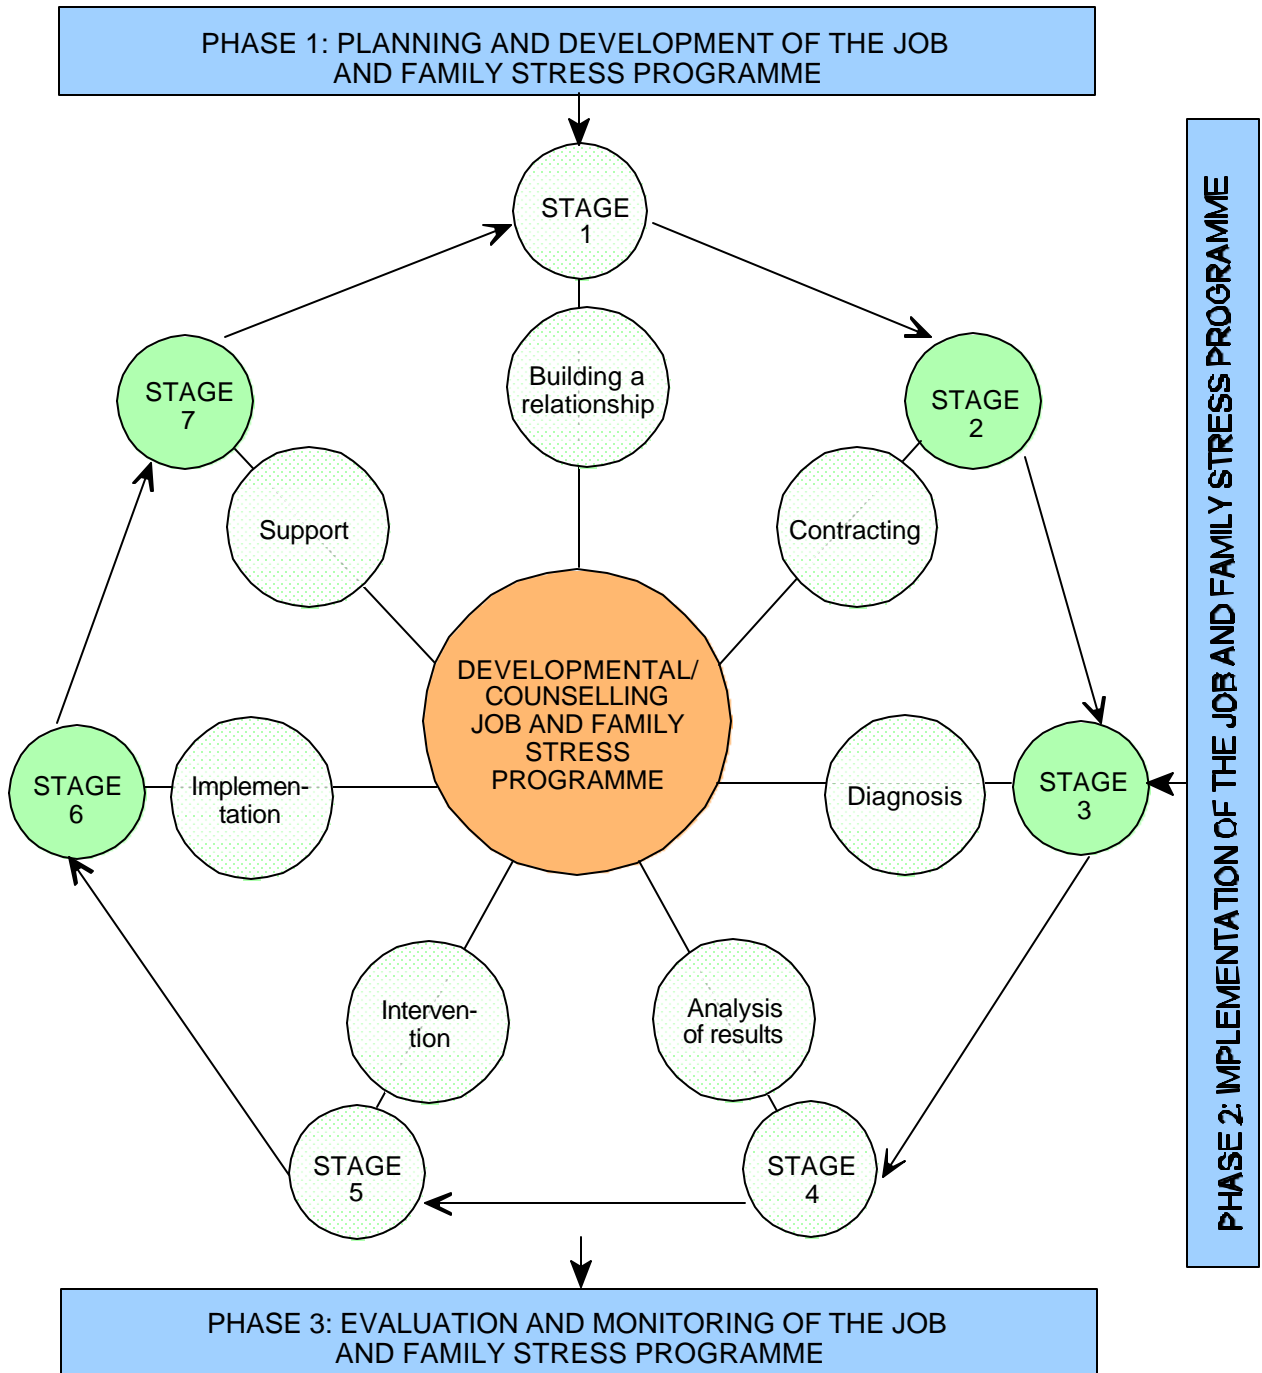 PHASE 1: PLANNING AND DEVELOPMENT OF THE JOB
AND FAMILY STRESS PROGRAMME
STAGE
1
Building a
relationship
STAGE
2
Contracting
STAGE
3
Diagnosis
STAGE
4
Analysis
of results
STAGE
5
Interven-
tion
STAGE
6
Implemen-
tation
STAGE
7
Support
DEVELOPMENTAL/
COUNSELLING
JOB AND FAMILY
STRESS
PROGRAMME
PHASE 2: IMPLEMENTATION OF THE JOB AND FAMILY STRESS PROGRAMME
PHASE 3: EVALUATION AND MONITORING OF THE JOB
AND FAMILY STRESS PROGRAMME